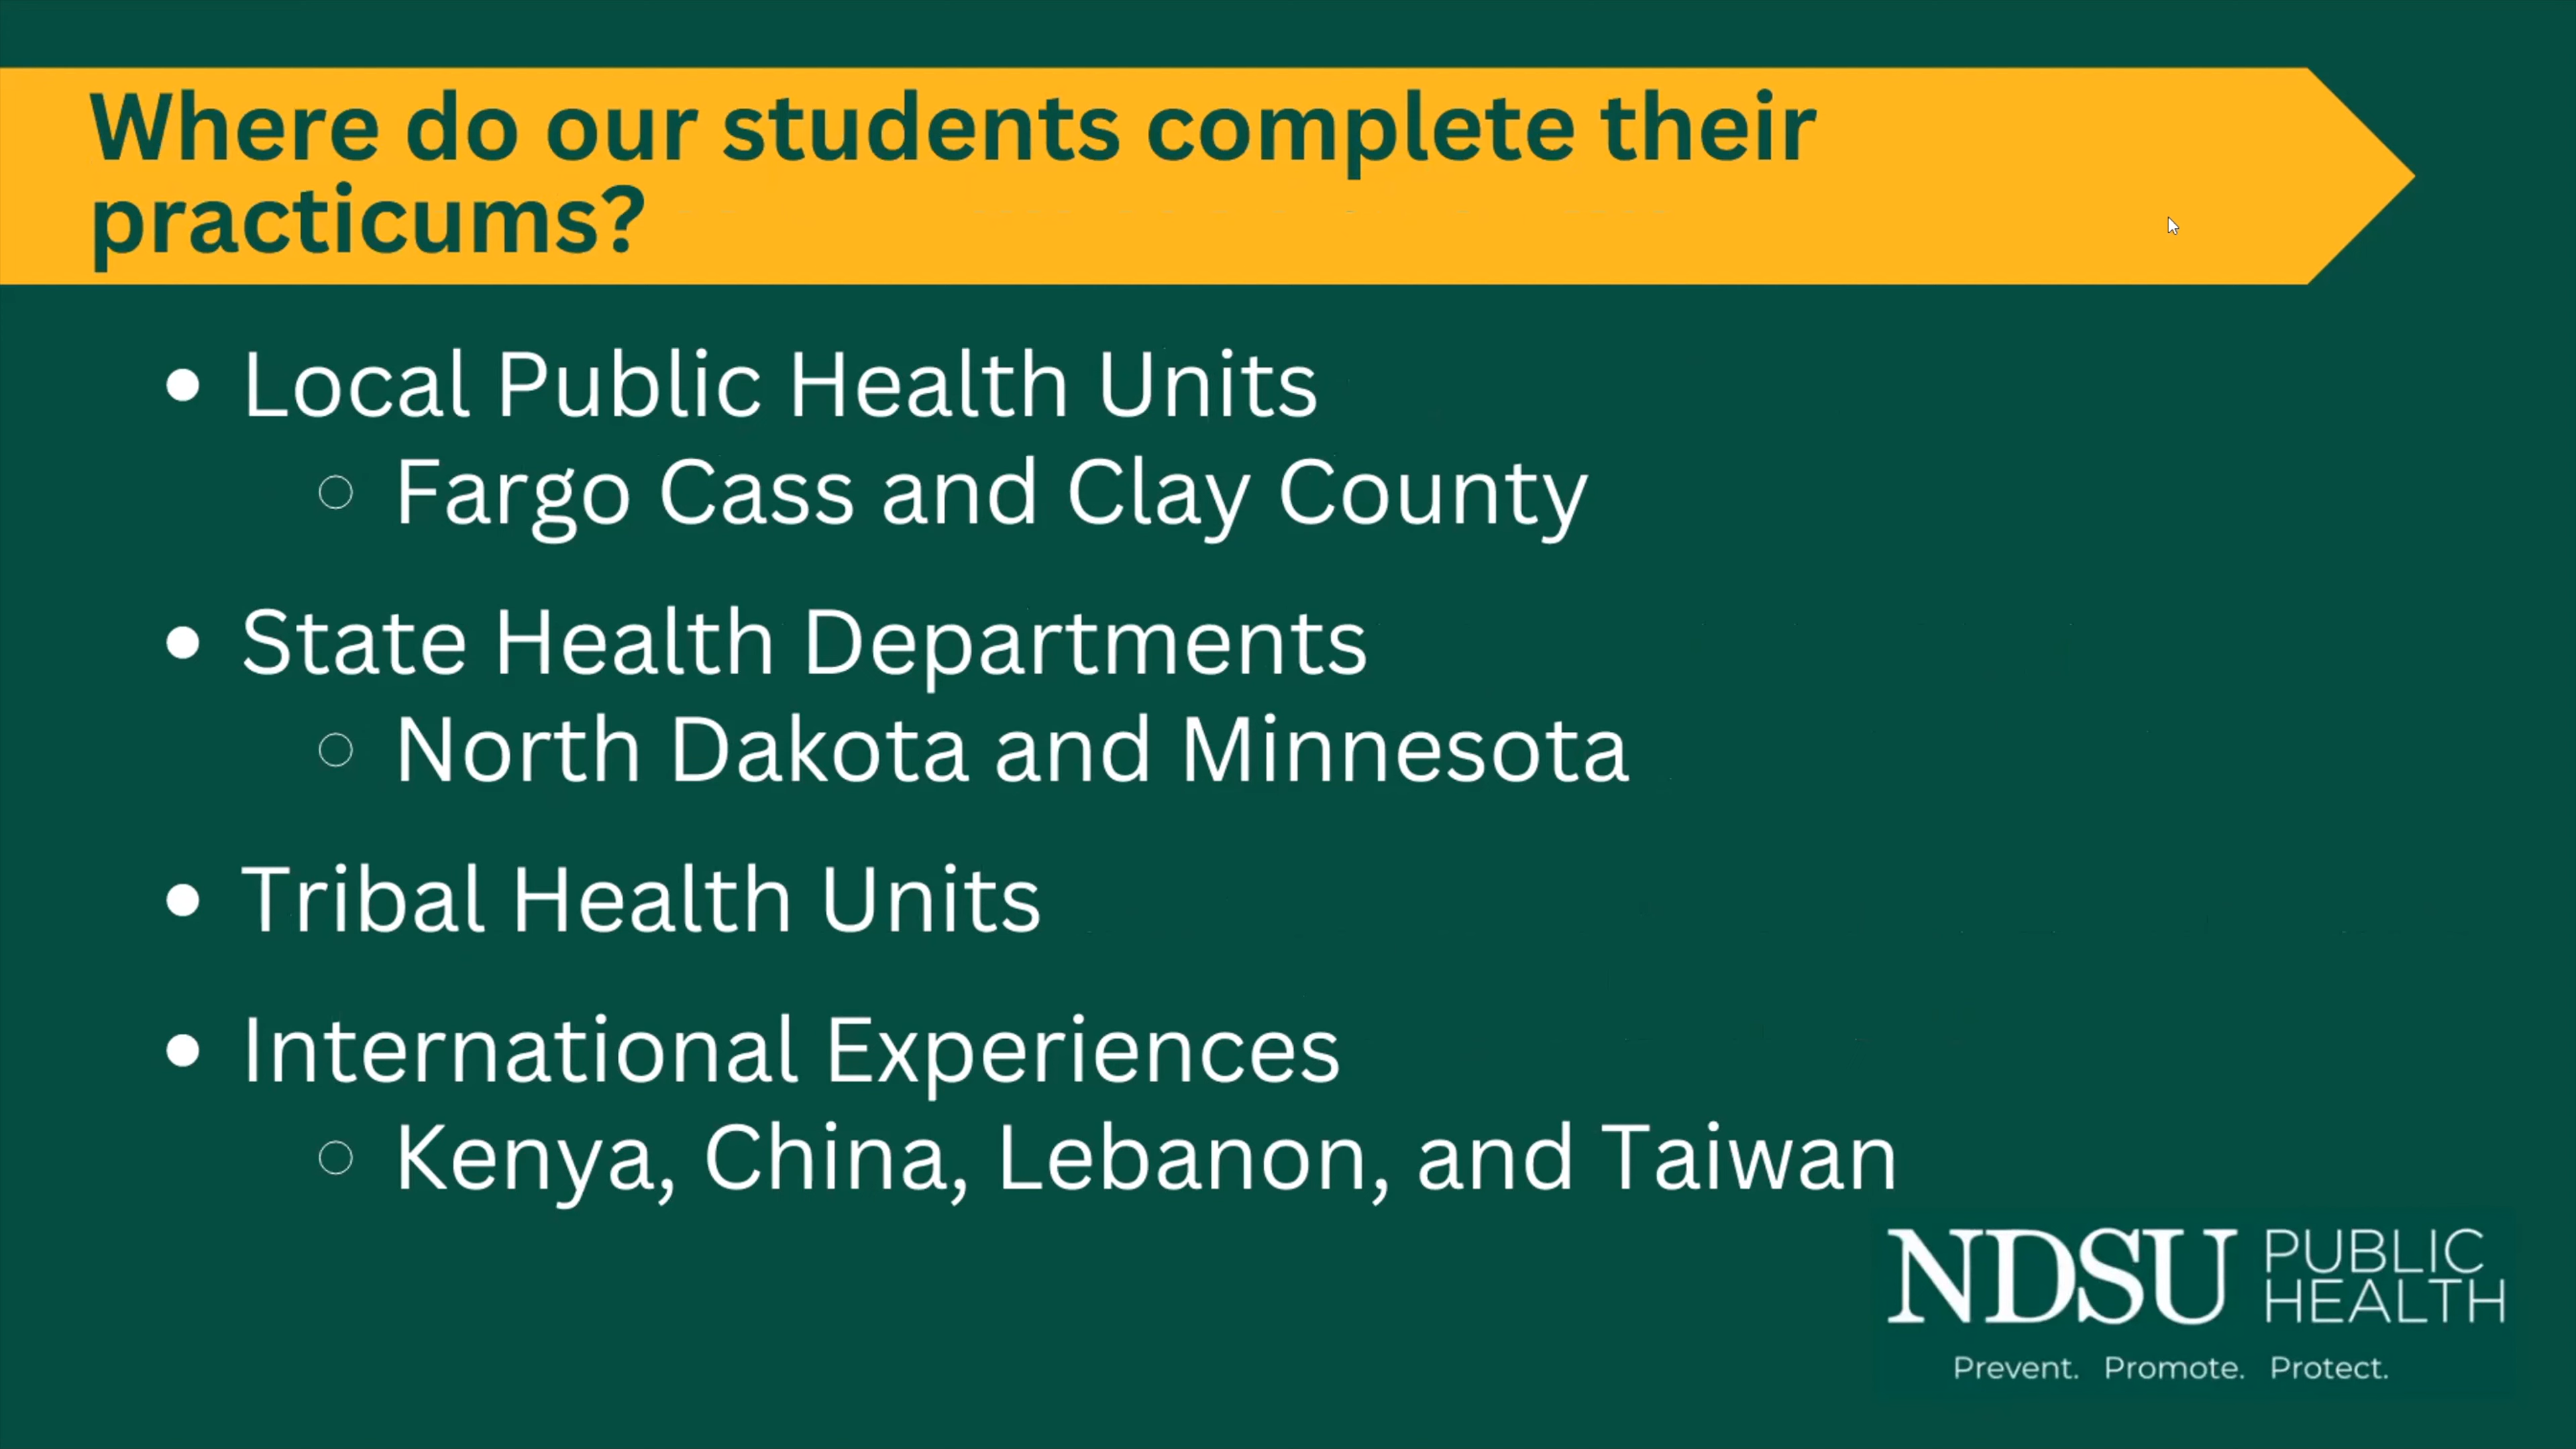 Where do our students complete their
practicums?
Local Public Health Units
Fargo Cass and Clay County
State Health Departments
North Dakota and Minnesota
Tribal Health Units
International Experiences
Kenya, China, Lebanon, and Taiwan
NDSU PUBLIC
HEALTH
Prevent. Promote. Protect.